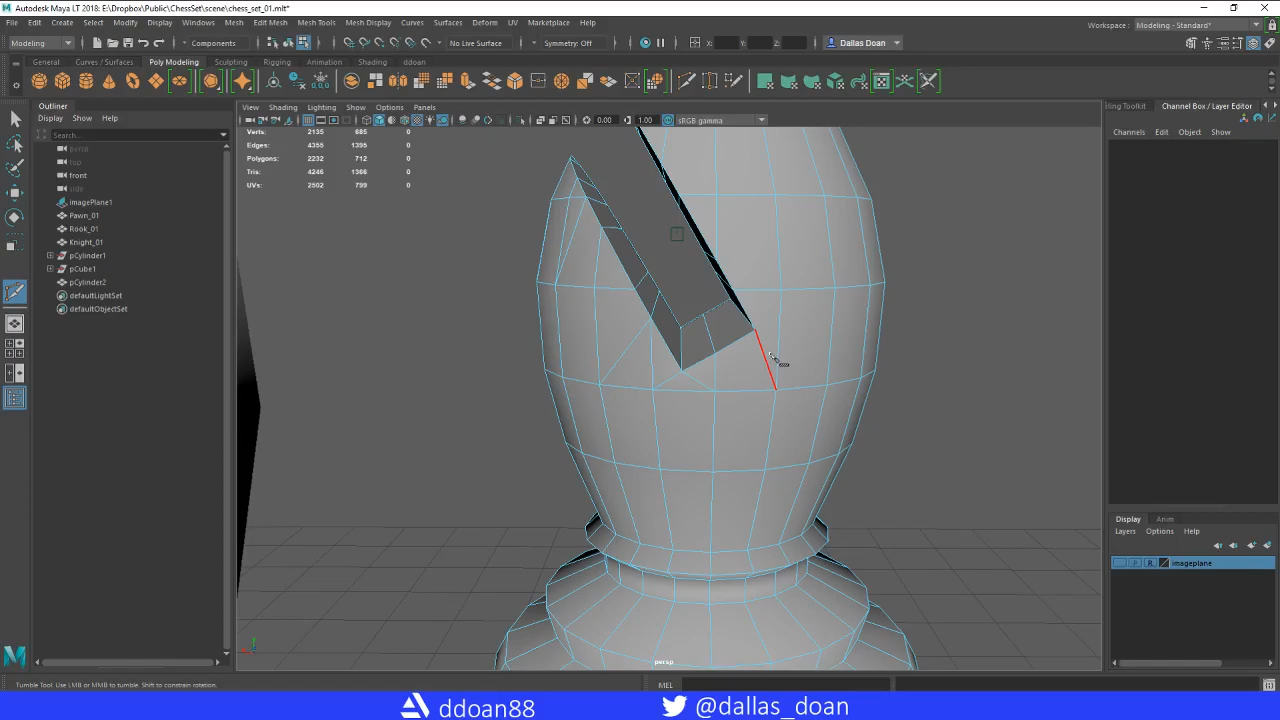 Autodesk Maya LT 2018: E:\Dropbox\Public\ChessSet\scene\chess_set_01.mlt*
File Edit Create Select Modify Display Windows Mesh Edit Mesh Mesh Tools Mesh Display Curves Surfaces Deform UV Marketplace Help
Workspace : Modeling - Standard*
Modeling Components No Live Surface Symmetry: Off X: Y: Z: Dallas Doan
General Curves / Surfaces Poly Modeling Sculpting Rigging Animation Shading ddoan
Outliner
Display Show Help
Search...
persp
top
front
side
imagePlane1
Pawn_01
Rook_01
Knight_01
pCylinder1
pCube1
pCylinder2
defaultLightSet
defaultObjectSet
View Shading Lighting Show Options Panels
0.00 1.00 sRGB gamma
Verts: 2135 685 0
Edges: 4355 1395 0
Polygons: 2232 712 0
Tris: 4246 1366 0
UVs: 2502 799 0
persp
ling Toolkit Channel Box / Layer Editor
Channels Edit Object Show
Display Anim
Layers Options Help
P R imageplane
Tumble Tool: Use LMB or MMB to tumble. Shift to constrain rotation.
MEL
ddoan88 @dallas_doan